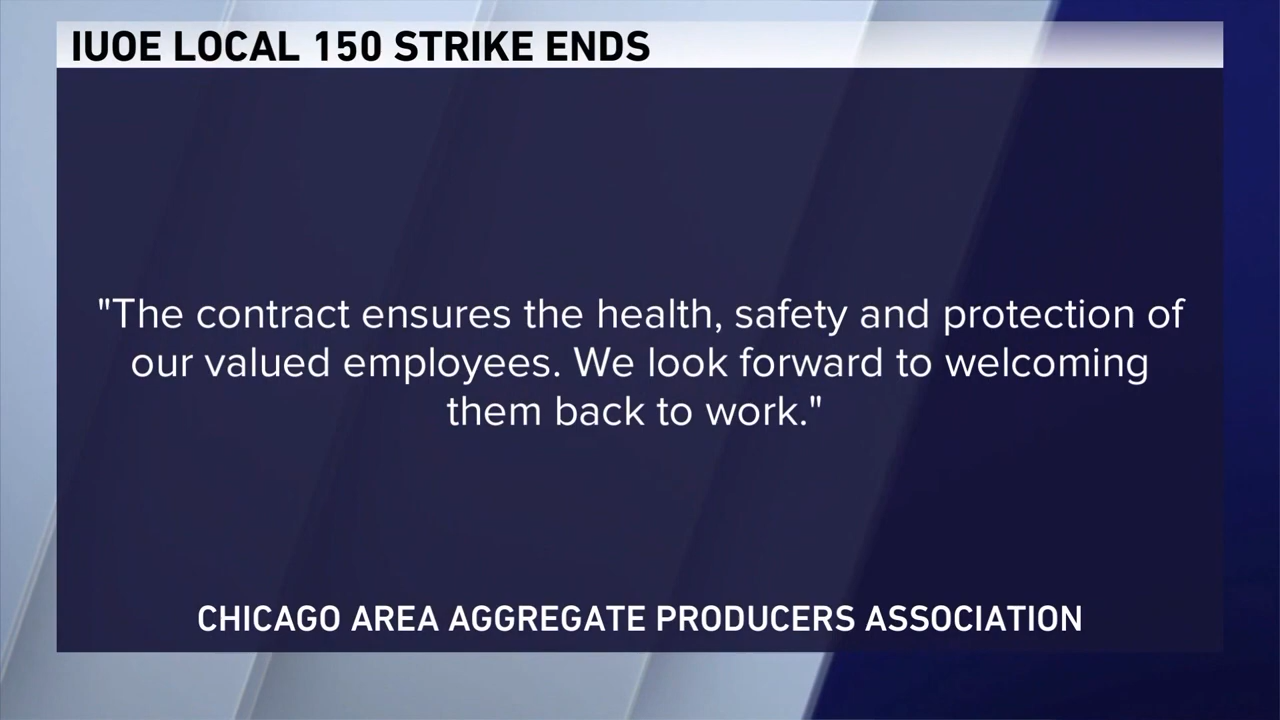 IUOE LOCAL 150 STRIKE ENDS
"The contract ensures the health, safety and protection of
our valued employees. We look forward to welcoming
them back to work."
CHICAGO AREA AGGREGATE PRODUCERS ASSOCIATION